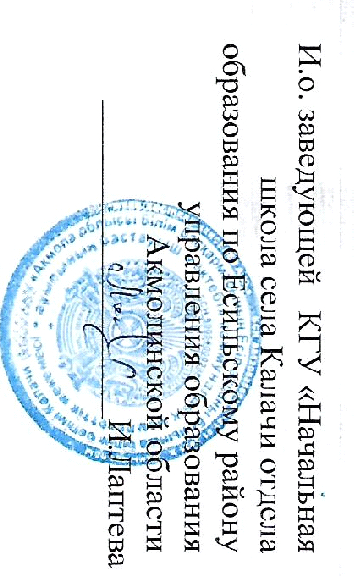 И.о. заведующей КГУ «Начальная
школа села Калачи отдела
образования по Есильскому району
управления образования
Акмолинской области
И.Лаптева